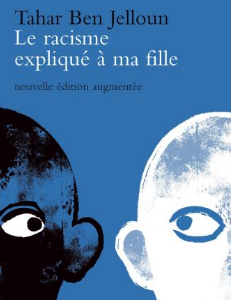 Tahar Ben Jelloun
Le racisme
expliqué à ma fille
nouvelle édition augmentée